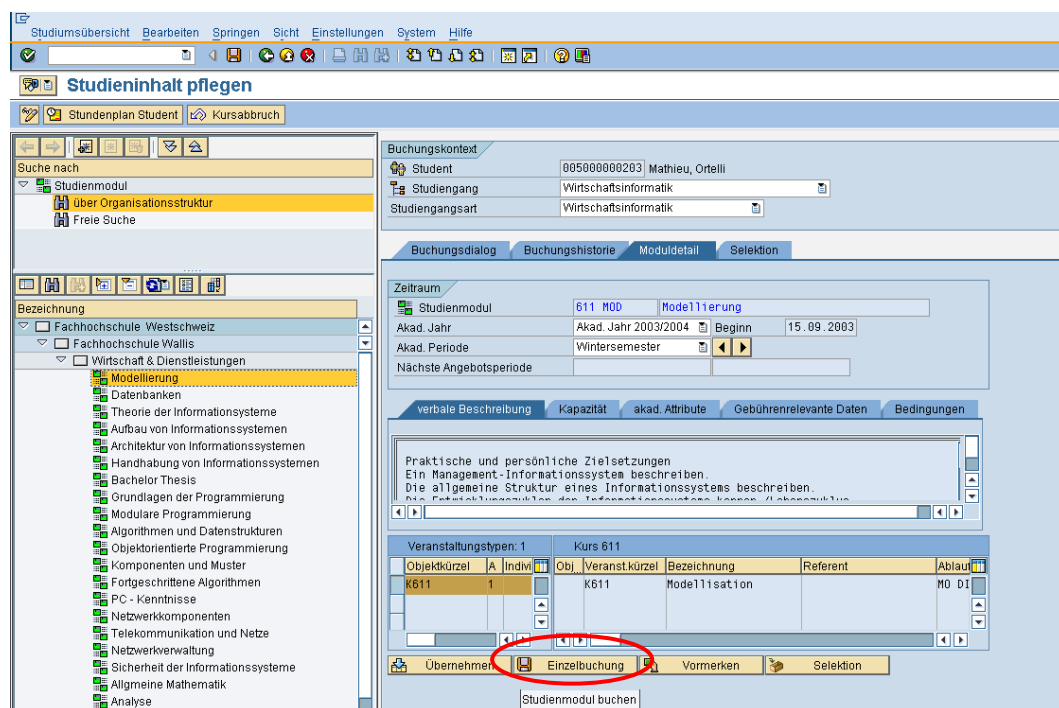 Studiumsübersicht Bearbeiten Springen Sicht Einstellungen System Hilfe
Studieninhalt pflegen
Stundenplan Student Kursabbruch
Suche nach
Studienmodul
über Organisationsstruktur
Freie Suche
Bezeichnung
Fachhochschule Westschweiz
Fachhochschule Wallis
Wirtschaft & Dienstleistungen
Modellierung
Datenbanken
Theorie der Informationsysteme
Aufbau von Informationssystemen
Architektur von Informationssystemen
Handhabung von Informationssystemen
Bachelor Thesis
Grundlagen der Programmierung
Modulare Programmierung
Algorithmen und Datenstrukturen
Objektorientierte Programmierung
Komponenten und Muster
Fortgeschrittene Algorithmen
PC - Kenntnisse
Netzwerkkomponenten
Telekommunikation und Netze
Netzwerkverwaltung
Sicherheit der Informationssysteme
Allgmeine Mathematik
Analyse
Buchungskontext
Student 005000000203 Mathieu, Ortelli
Studiengang Wirtschaftsinformatik
Studiengangsart Wirtschaftsinformatik
Buchungsdialog Buchungshistorie Moduldetail Selektion
Zeitraum
Studienmodul 611 MOD Modellierung
Akad. Jahr Akad. Jahr 2003/2004 Beginn 15.09.2003
Akad. Periode Wintersemester
Nächste Angebotsperiode
verbale Beschreibung Kapazität akad. Attribute Gebührenrelevante Daten Bedingungen
Praktische und persönliche Zielsetzungen
Ein Management-Informationssystem beschreiben.
Die allgemeine Struktur eines Informationssystems beschreiben.
Veranstaltungstypen: 1 Kurs 611
Objektkürzel A Indivi Obj... Veranst.kürzel Bezeichnung Referent Ablauf
K611 1 K611 Modellisation MO DI
Übernehmen Einzelbuchung Vormerken Selektion
Studienmodul buchen